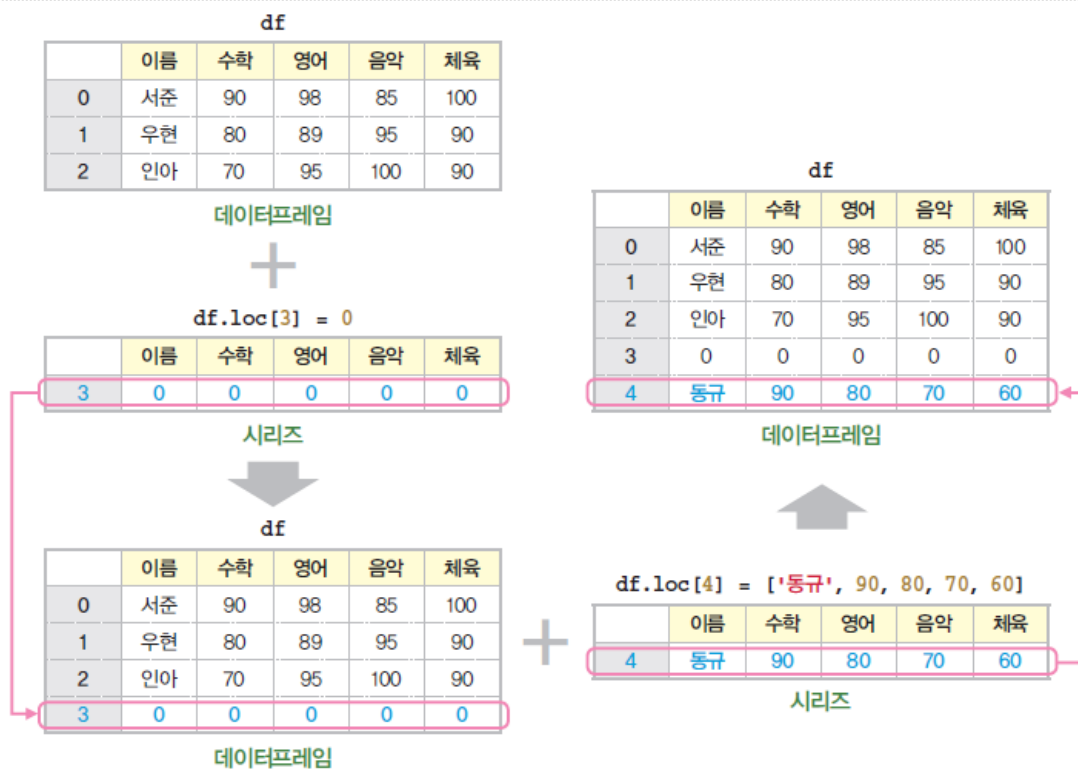 df
이름 수학 영어 음악 체육
0 서준 90 98 85 100
1 우현 80 89 95 90
2 인아 70 95 100 90
데이터프레임
+
df.loc[3] = 0
이름 수학 영어 음악 체육
3 0 0 0 0 0
시리즈
df
이름 수학 영어 음악 체육
0 서준 90 98 85 100
1 우현 80 89 95 90
2 인아 70 95 100 90
3 0 0 0 0 0
데이터프레임
+
df.loc[4] = ['동규', 90, 80, 70, 60]
이름 수학 영어 음악 체육
4 동규 90 80 70 60
시리즈
df
이름 수학 영어 음악 체육
0 서준 90 98 85 100
1 우현 80 89 95 90
2 인아 70 95 100 90
3 0 0 0 0 0
4 동규 90 80 70 60
데이터프레임